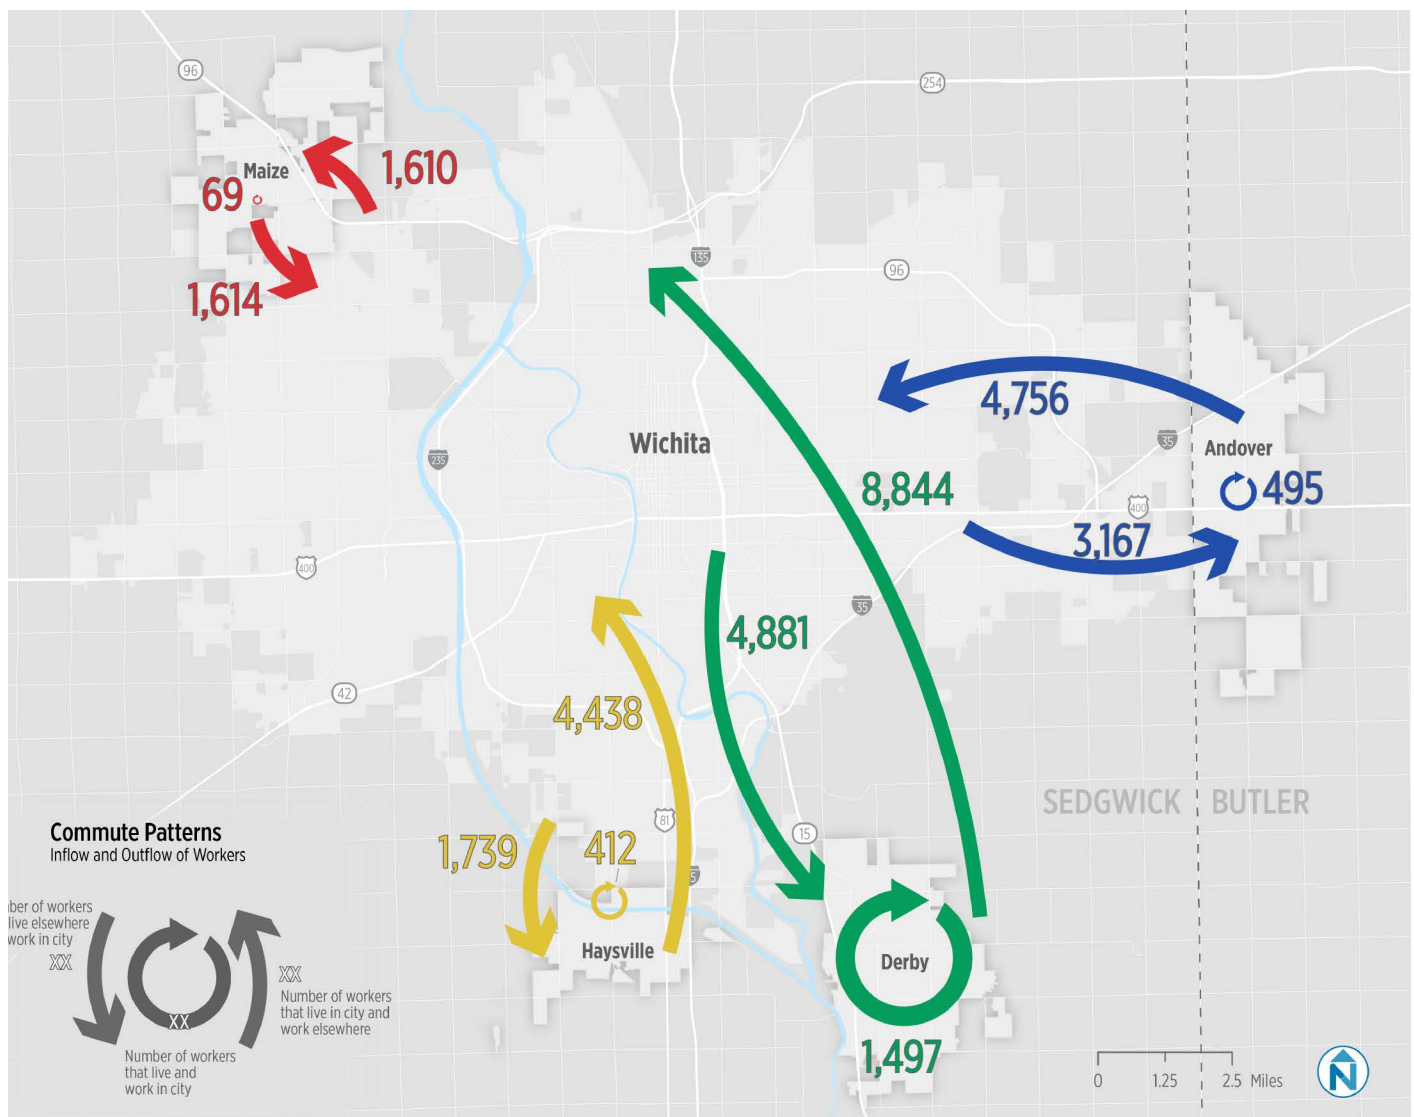 96
254
Maize
1,610
69
1,614
135
96
4,756
Wichita
35
Andover
235
8,844
495
400
3,167
400
35
4,881
42
4,438
SEDGWICK
BUTLER
Commute Patterns
Inflow and Outflow of Workers
81
15
1,739
412
5
of workers
live elsewhere
work in city
XX
Haysville
Derby
XX
Number of workers
that live in city and
work elsewhere
XX
Number of workers
that live and
work in city
1,497
0
1.25
2.5 Miles
N